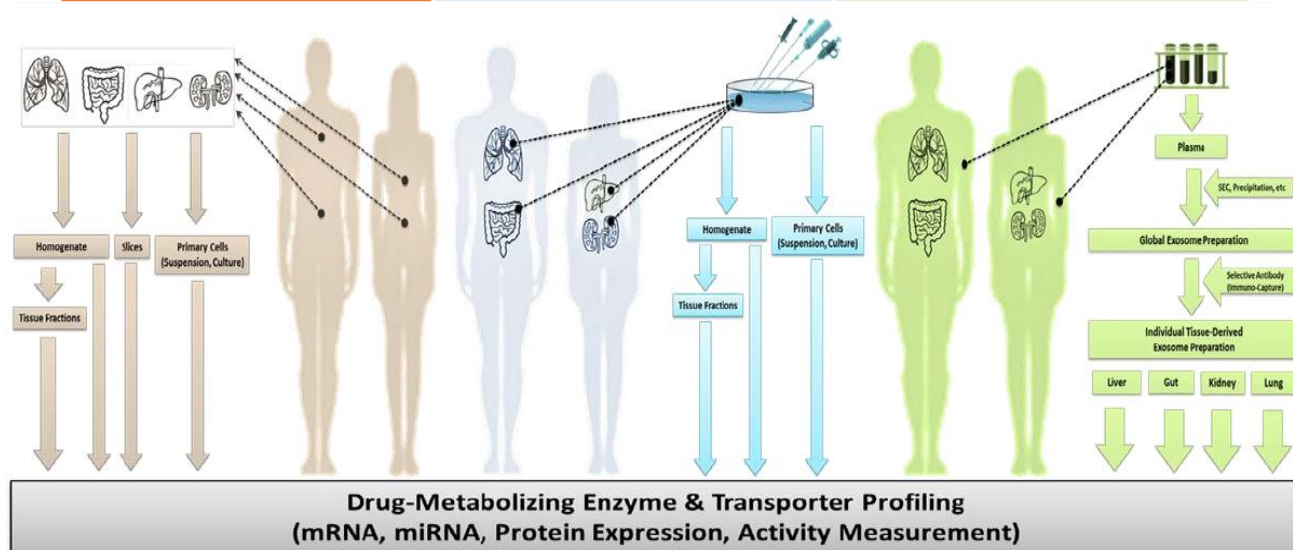 Homogenate
Slices
Primary Cells
(Suspension, Culture)
Tissue Fractions
Homogenate
Primary Cells
(Suspension, Culture)
Tissue Fractions
Plasma
SEC, Precipitation, etc
Global Exosome Preparation
Selective Antibody
(Immuno-Capture)
Individual Tissue-Derived
Exosome Preparation
Liver
Gut
Kidney
Lung
Drug-Metabolizing Enzyme & Transporter Profiling
(mRNA, miRNA, Protein Expression, Activity Measurement)